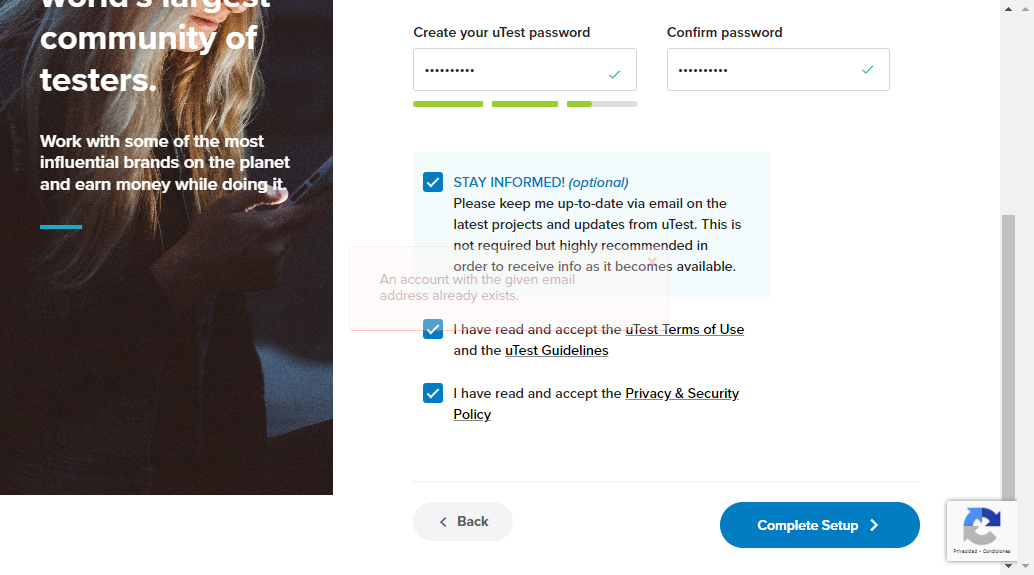 world's largest
community of
testers.
Work with some of the most
influential brands on the planet
and earn money while doing it.
Create your uTest password
Confirm password
••••••••••
••••••••••
STAY INFORMED! (optional)
Please keep me up-to-date via email on the
latest projects and updates from uTest. This is
not required but highly recommended in
order to receive info as it becomes available.
An account with the given email
address already exists.
I have read and accept the uTest Terms of Use
and the uTest Guidelines
I have read and accept the Privacy & Security
Policy
Back
Complete Setup
Privacidad - Condiciones